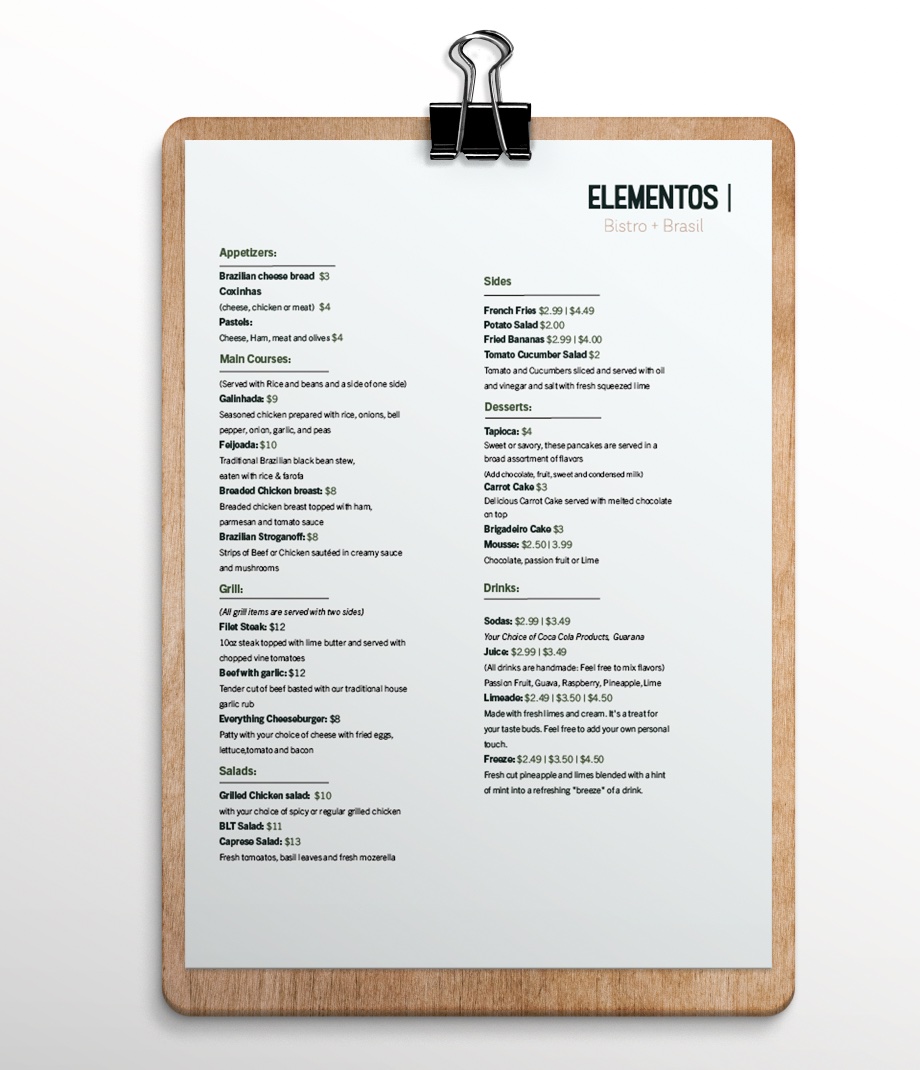 ELEMENTOS |
Bistro + Brasil
Appetizers:
Brazilian cheese bread $3
Coxinhas
(cheese, chicken or meat) $4
Pastels:
Cheese, Ham, meat and olives $4
Main Courses:
(Served with Rice and beans and a side of one side)
Galinhada: $9
Seasoned chicken prepared with rice, onions, bell
pepper, onion, garlic, and peas
Feijoada: $10
Traditional Brazilian black bean stew,
eaten with rice & farofa
Breaded Chicken breast: $8
Breaded chicken breast topped with ham,
parmesan and tomato sauce
Brazilian Stroganoff: $8
Strips of Beef or Chicken sautéed in creamy sauce
and mushrooms
Grill:
(All grill items are served with two sides)
Filet Steak: $12
10oz steak topped with lime butter and served with
chopped vine tomatoes
Beef with garlic: $12
Tender cut of beef basted with our traditional house
garlic rub
Everything Cheeseburger: $8
Patty with your choice of cheese with fried eggs,
lettuce,tomato and bacon
Salads:
Grilled Chicken salad: $10
with your choice of spicy or regular grilled chicken
BLT Salad: $11
Caprese Salad: $13
Fresh tomoatos, basil leaves and fresh mozerella
Sides
French Fries $2.99 | $4.49
Potato Salad $2.00
Fried Bananas $2.99 | $4.00
Tomato Cucumber Salad $2
Tomato and Cucumbers sliced and served with oil
and vinegar and salt with fresh squeezed lime
Desserts:
Tapioca: $4
Sweet or savory, these pancakes are served in a
broad assortment of flavors
(Add chocolate, fruit, sweet and condensed milk)
Carrot Cake $3
Delicious Carrot Cake served with melted chocolate
on top
Brigadeiro Cake $3
Mousse: $2.50 | 3.99
Chocolate, passion fruit or Lime
Drinks:
Sodas: $2.99 | $3.49
Your Choice of Coca Cola Products, Guarana
Juice: $2.99 | $3.49
(All drinks are handmade: Feel free to mix flavors)
Passion Fruit, Guava, Raspberry, Pineapple, Lime
Limeade: $2.49 | $3.50 | $4.50
Made with fresh limes and cream. It's a treat for
your taste buds. Feel free to add your own personal
touch.
Freeze: $2.49 | $3.50 | $4.50
Fresh cut pineapple and limes blended with a hint
of mint into a refreshing "breeze" of a drink.